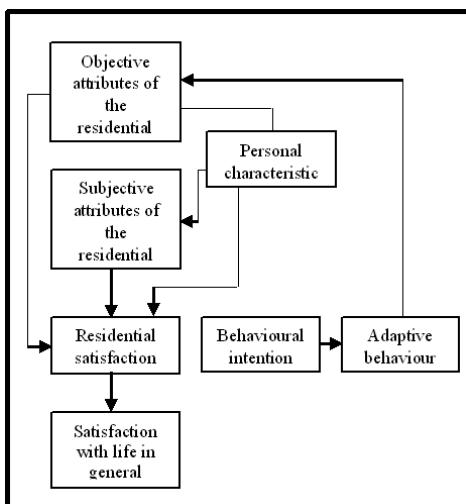 Objective
attributes of
the
residential
Personal
characteristic
Subjective
attributes of
the
residential
Residential
satisfaction
Behavioural
intention
Adaptive
behaviour
Satisfaction
with life in
general